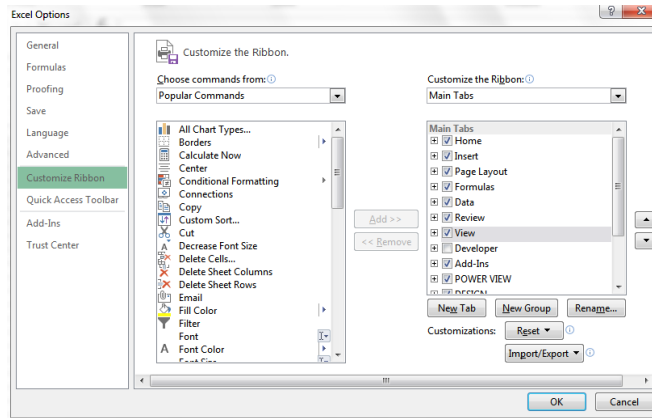 Excel Options
General
Formulas
Proofing
Save
Language
Advanced
Customize Ribbon
Quick Access Toolbar
Add-Ins
Trust Center
Customize the Ribbon.
Choose commands from:
Popular Commands
All Chart Types...
Borders
Calculate Now
Center
Conditional Formatting
Connections
Copy
Custom Sort...
Cut
Decrease Font Size
Delete Cells...
Delete Sheet Columns
Delete Sheet Rows
Email
Fill Color
Filter
Font
Font Color
Font Size
Add >>
<< Remove
Customize the Ribbon:
Main Tabs
Main Tabs
Home
Insert
Page Layout
Formulas
Data
Review
View
Developer
Add-Ins
POWER VIEW
DESIGN
New Tab New Group Rename...
Customizations: Reset
Import/Export
OK Cancel